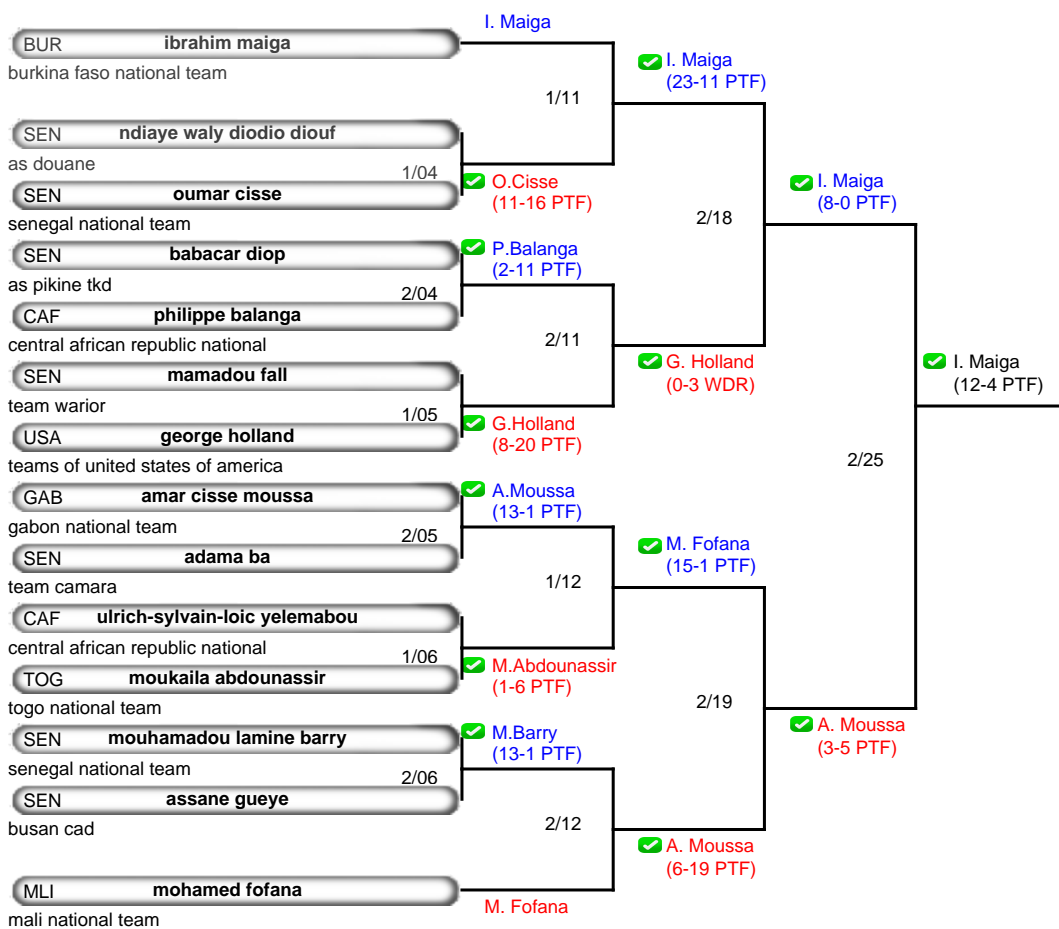 I. Maiga
BUR ibrahim maiga
burkina faso national team
I. Maiga
(23-11 PTF)
1/11
SEN ndiaye waly diodio diouf
as douane
1/04
SEN oumar cisse
senegal national team
O.Cisse
(11-16 PTF)
I. Maiga
(8-0 PTF)
2/18
SEN babacar diop
as pikine tkd
P.Balanga
(2-11 PTF)
2/04
CAF philippe balanga
central african republic national
2/11
G. Holland
(0-3 WDR)
I. Maiga
(12-4 PTF)
SEN mamadou fall
team warior
1/05
USA george holland
teams of united states of america
G.Holland
(8-20 PTF)
2/25
GAB amar cisse moussa
gabon national team
A.Moussa
(13-1 PTF)
2/05
SEN adama ba
team camara
M. Fofana
(15-1 PTF)
1/12
CAF ulrich-sylvain-loic yelemabou
central african republic national
1/06
TOG moukaila abdounassir
togo national team
M.Abdounassir
(1-6 PTF)
2/19
A. Moussa
(3-5 PTF)
SEN mouhamadou lamine barry
senegal national team
M.Barry
(13-1 PTF)
2/06
SEN assane gueye
busan cad
2/12
A. Moussa
(6-19 PTF)
MLI mohamed fofana
mali national team
M. Fofana